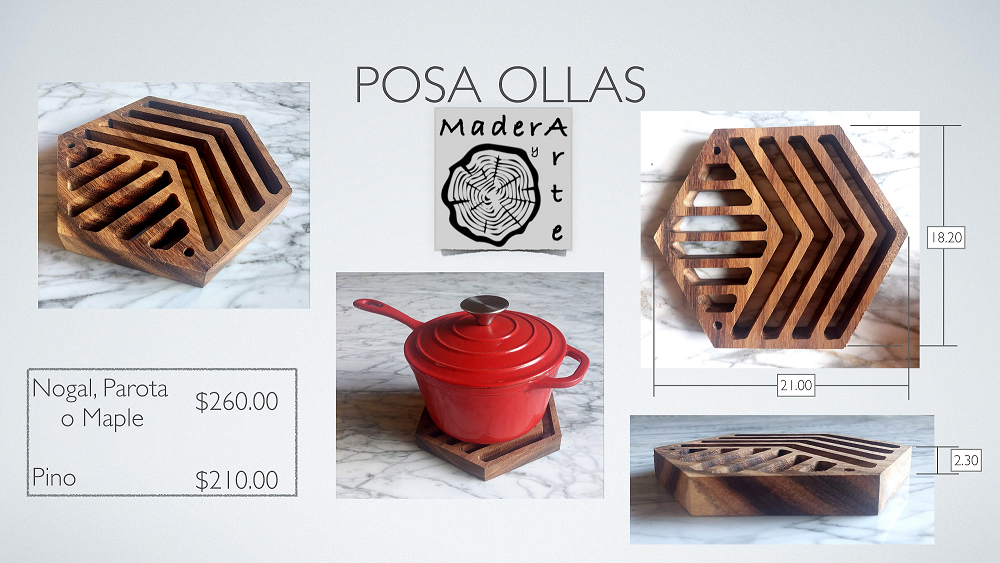 POSA OLLAS
MaderA
y r
t
e
18.20
21.00
2.30
Nogal, Parota
o Maple
$260.00
Pino
$210.00